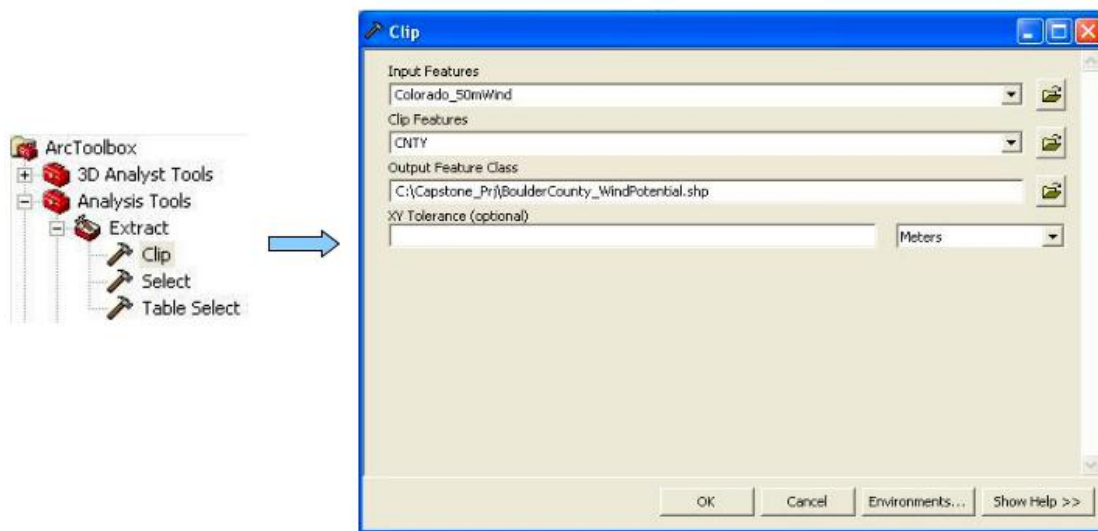 ArcToolbox
3D Analyst Tools
Analysis Tools
Extract
Clip
Select
Table Select
Clip
Input Features
Colorado_50mWind
Clip Features
CNTY
Output Feature Class
C:\Capstone_Prj\BoulderCounty_WindPotential.shp
XY Tolerance (optional)
Meters
OK Cancel Environments... Show Help >>